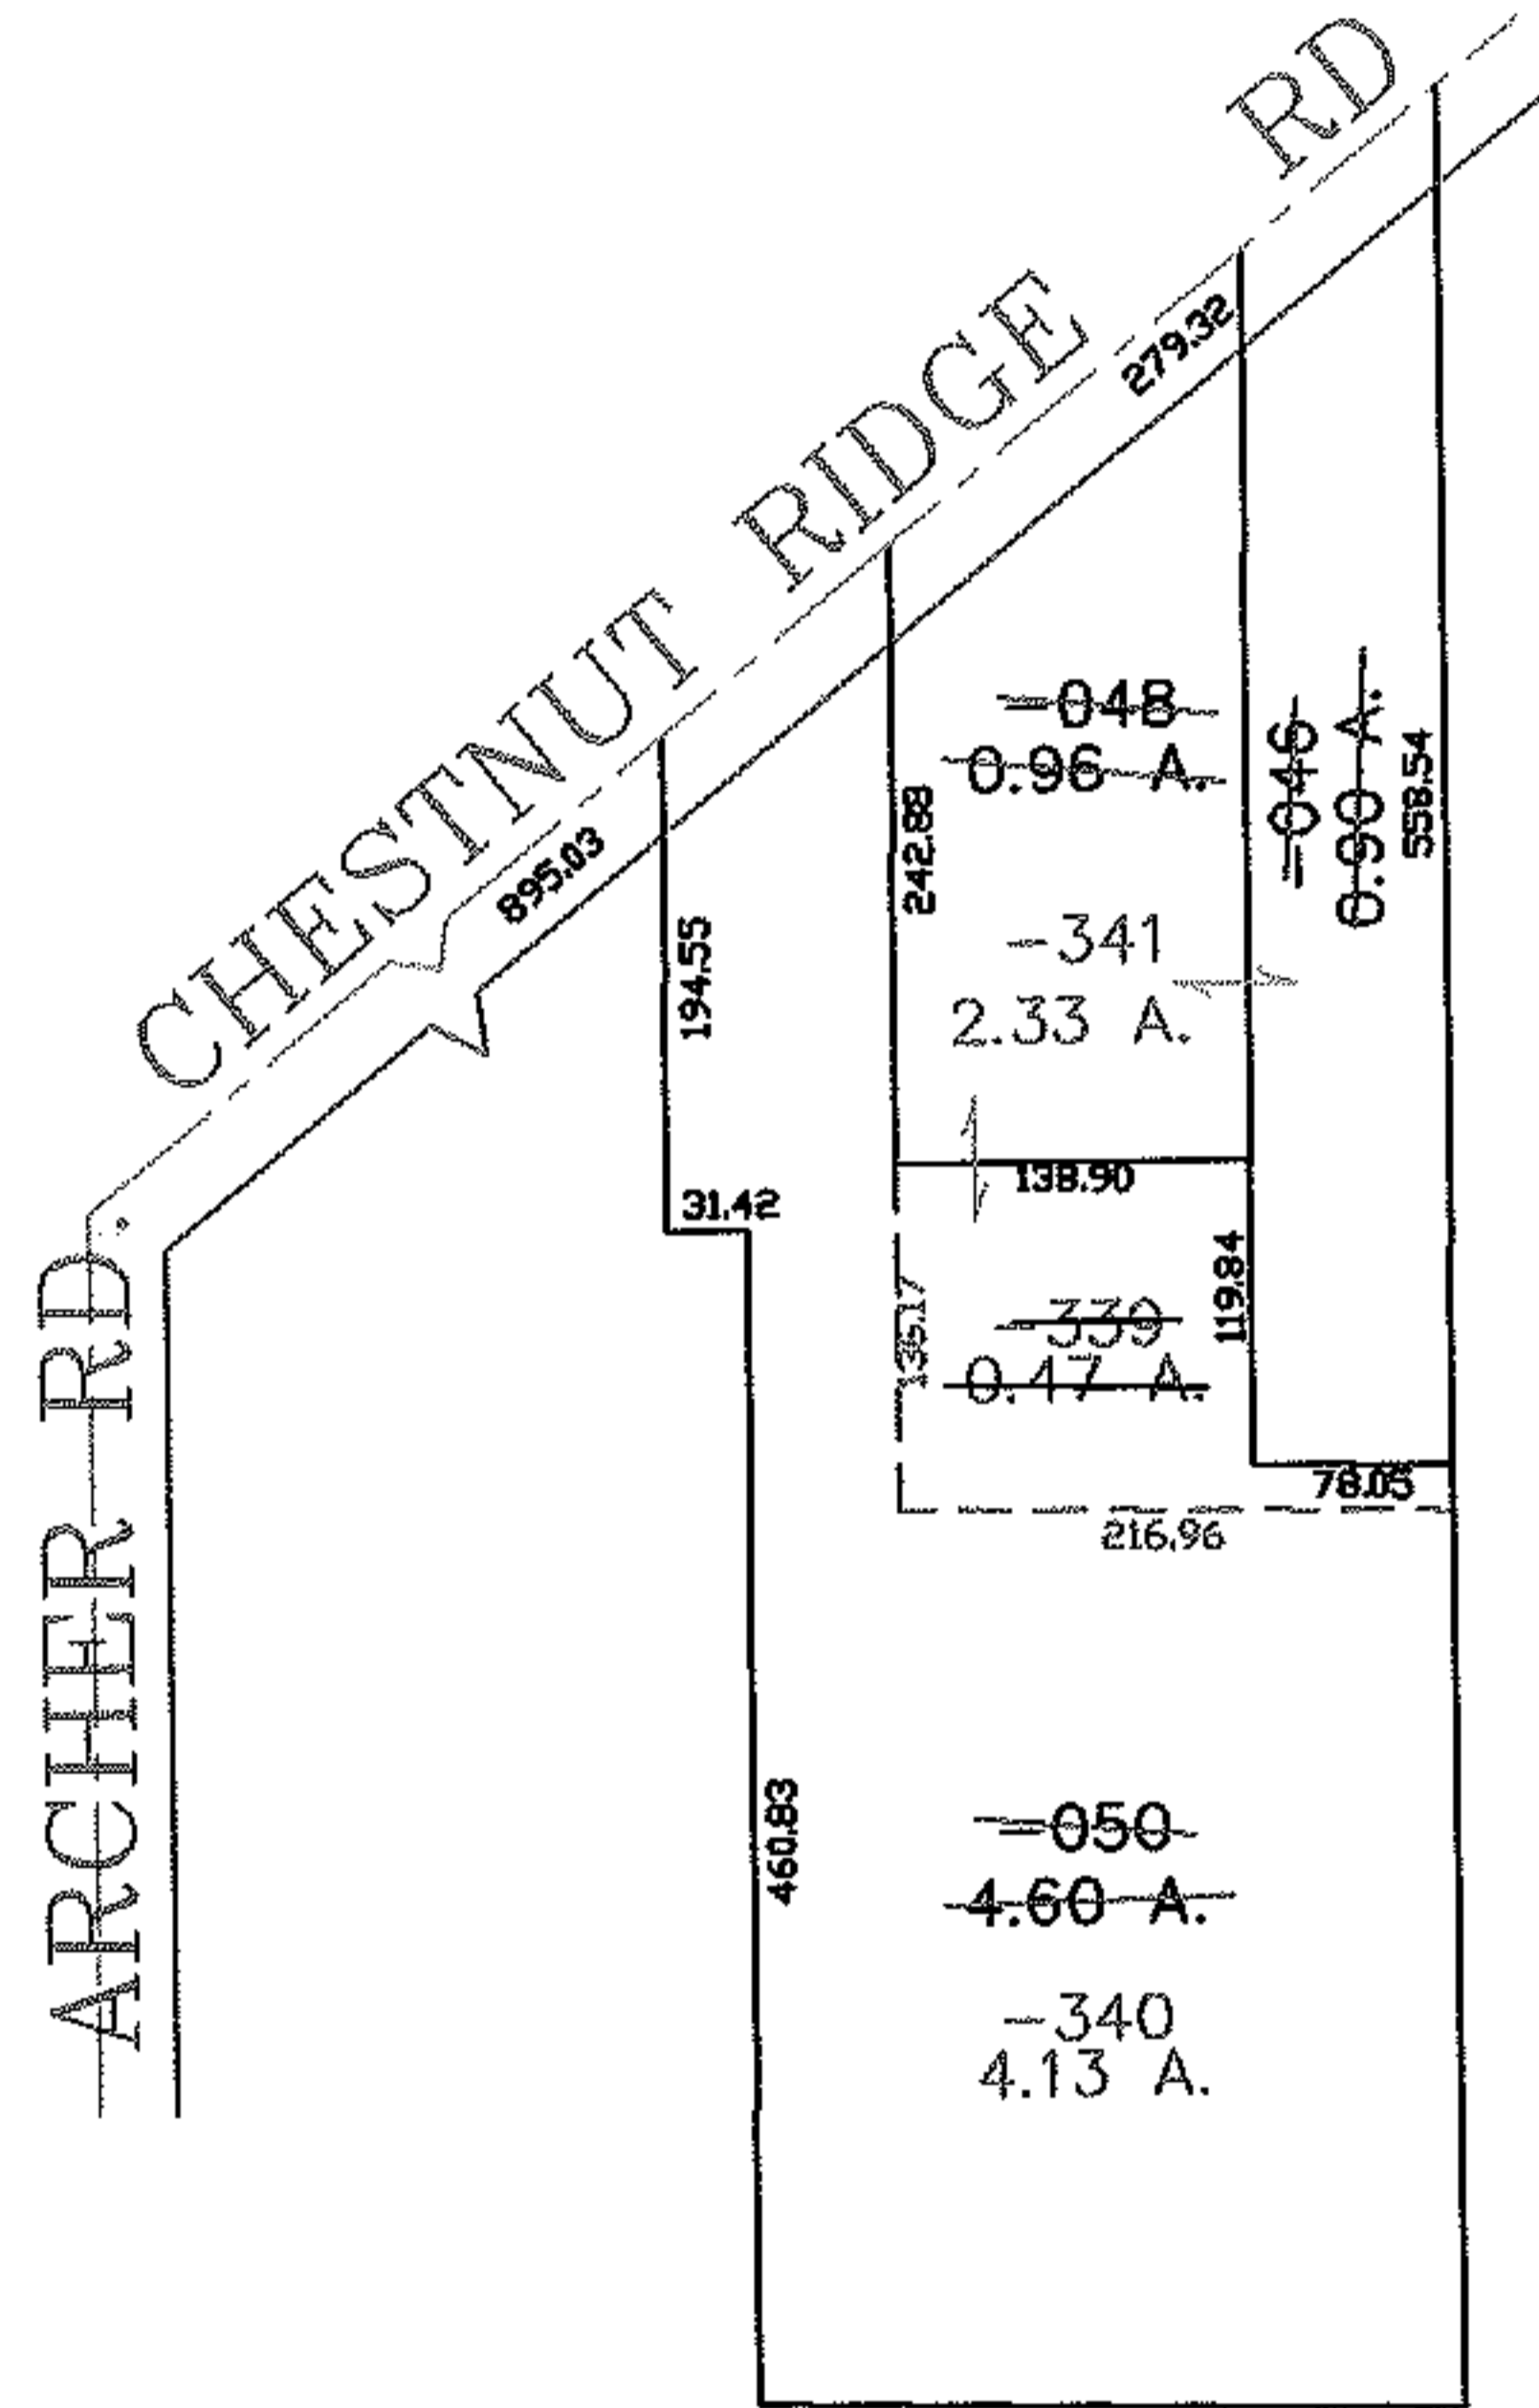 CHESTNUT RIDGE RD
ARCHER RD
279.32
895.03
-048
0.96 A.
-046
0.90 A.
558.54
242.88
194.55
-341
2.33 A.
138.90
31.42
119.84
-339
0.47 A.
78.05
216.96
460.83
-050
4.60 A.
-340
4.13 A.